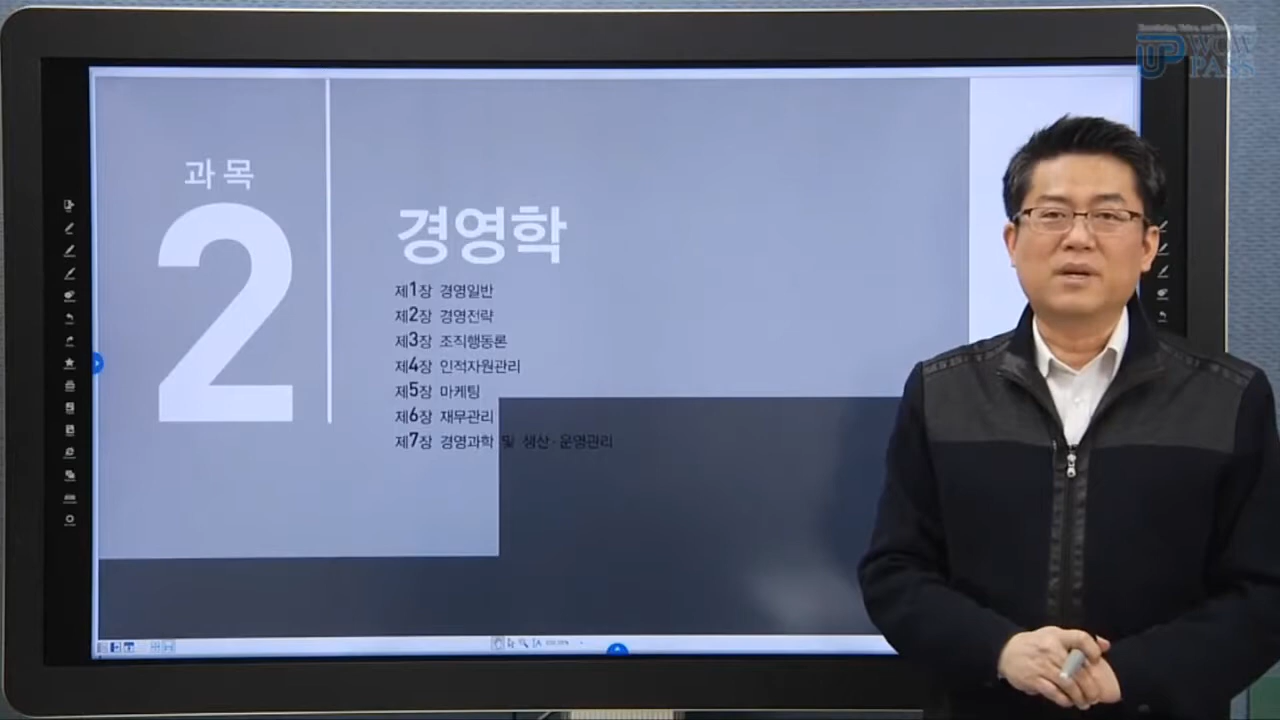 UP WOW PASS
과목
2
경영학
제1장 경영일반
제2장 경영전략
제3장 조직행동론
제4장 인적자원관리
제5장 마케팅
제6장 재무관리
제7장 경영과학 및 생산·운영관리